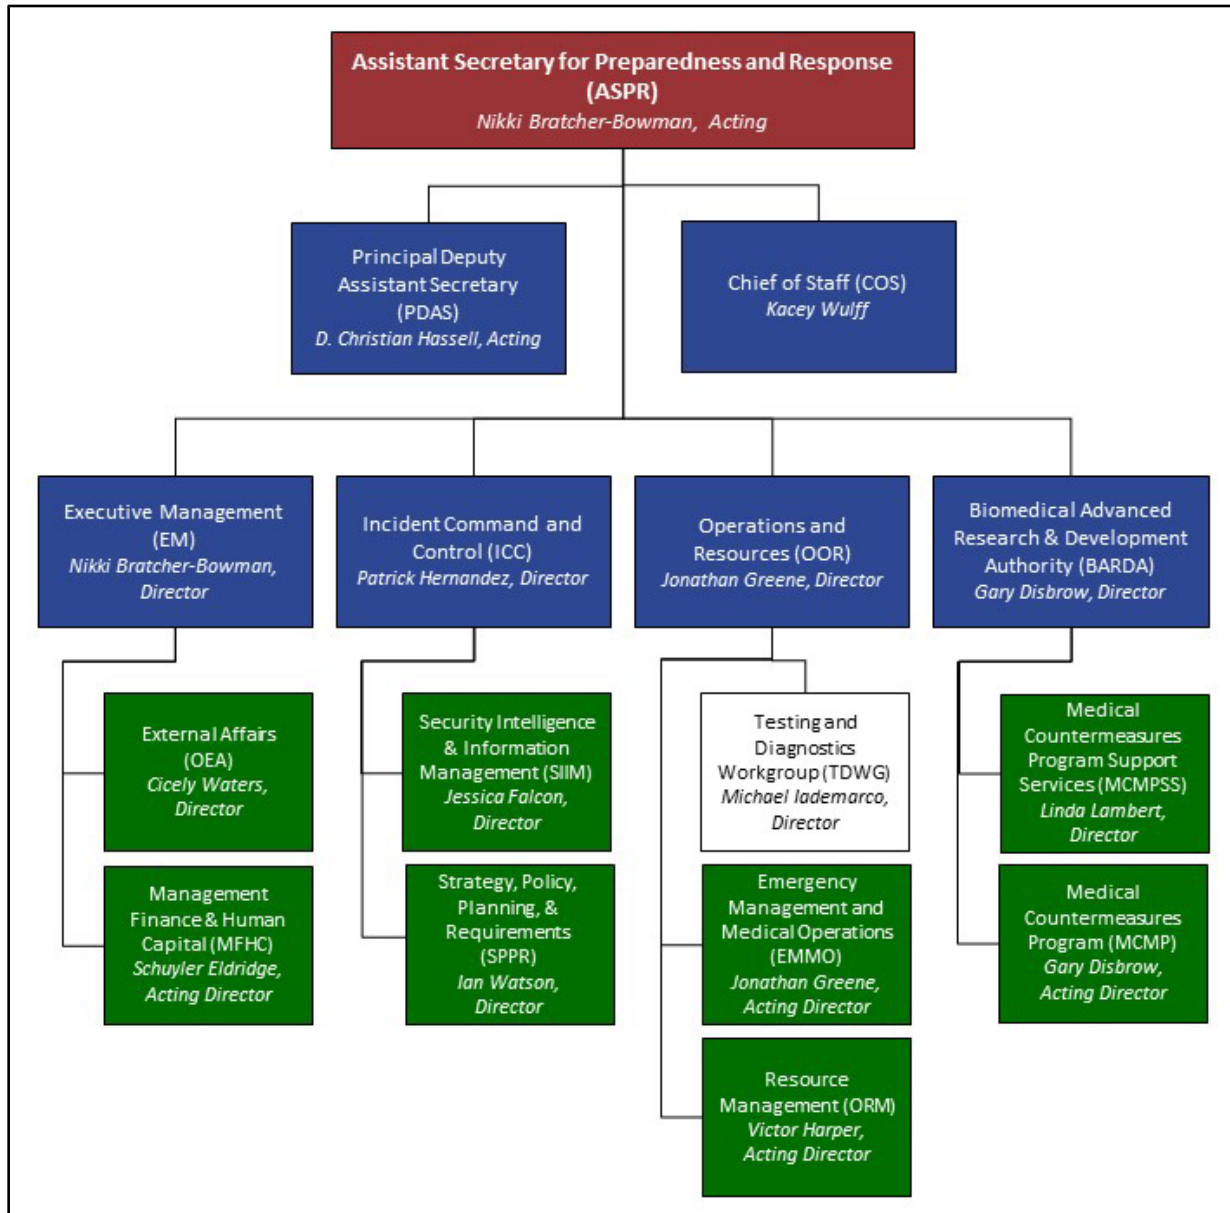 Assistant Secretary for Preparedness and Response
(ASPR)
Nikki Bratcher-Bowman, Acting
Principal Deputy
Assistant Secretary
(PDAS)
D. Christian Hassell, Acting
Chief of Staff (COS)
Kacey Wulff
Executive Management
(EM)
Nikki Bratcher-Bowman,
Director
Incident Command and
Control (ICC)
Patrick Hernandez, Director
Operations and
Resources (OOR)
Jonathan Greene, Director
Biomedical Advanced
Research & Development
Authority (BARDA)
Gary Disbrow, Director
External Affairs
(OEA)
Cicely Waters,
Director
Management
Finance & Human
Capital (MFHC)
Schuyler Eldridge,
Acting Director
Security Intelligence
& Information
Management (SIIM)
Jessica Falcon,
Director
Strategy, Policy,
Planning, &
Requirements
(SPPR)
Ian Watson,
Director
Testing and
Diagnostics
Workgroup (TDWG)
Michael Iademarco,
Director
Emergency
Management and
Medical Operations
(EMMO)
Jonathan Greene,
Acting Director
Resource
Management (ORM)
Victor Harper,
Acting Director
Medical
Countermeasures
Program Support
Services (MCMPSS)
Linda Lambert,
Director
Medical
Countermeasures
Program (MCMP)
Gary Disbrow,
Acting Director